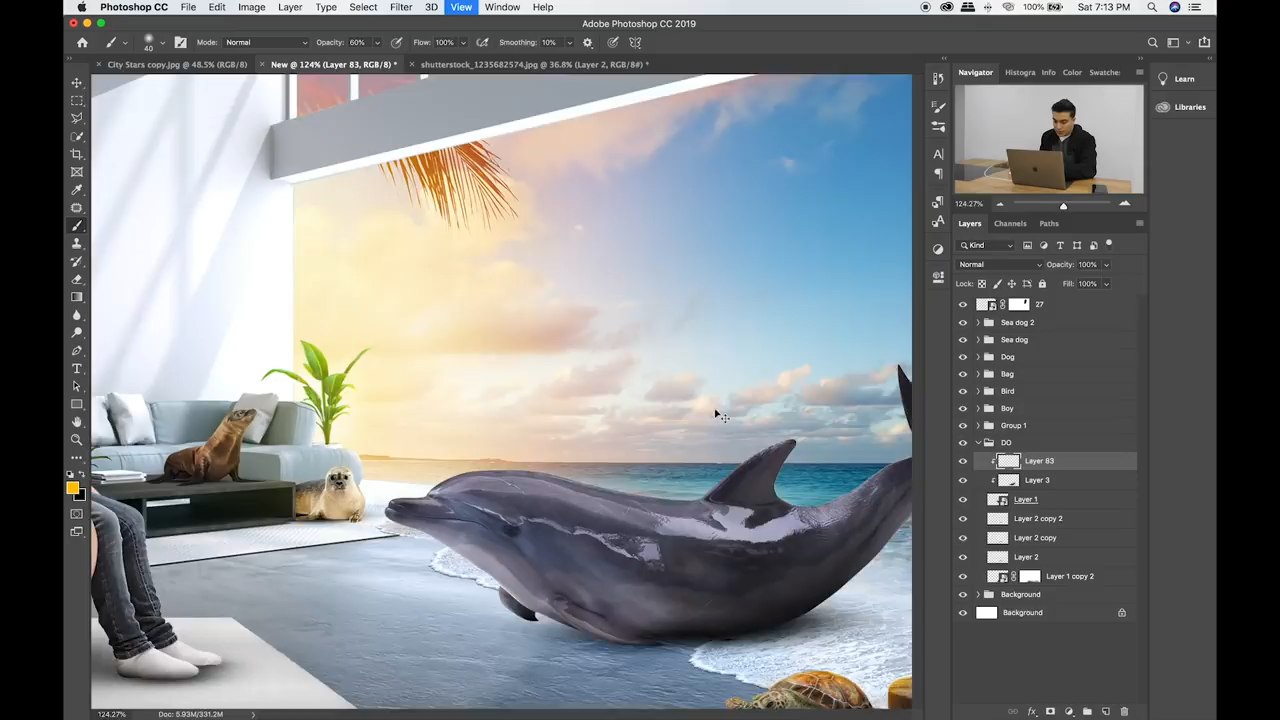 Photoshop CC File Edit Image Layer Type Select Filter 3D View Window Help 100% Sat 7:13 PM
Adobe Photoshop CC 2019
40 Mode: Normal Opacity: 60% Flow: 100% Smoothing: 10%
City Stars copy.jpg @ 48.5% (RGB/8) New @ 124% (Layer 83, RGB/8) * shutterstock_1235682574.jpg @ 36.8% (Layer 2, RGB/8#) *
Navigator Histogra Info Color Swatche: Learn
Libraries
124.27%
Layers Channels Paths
Kind
Normal Opacity: 100%
Lock: Fill: 100%
27
Sea dog 2
Sea dog
Dog
Bag
Bird
Boy
Group 1
DO
Layer 83
Layer 3
Layer 1
Layer 2 copy 2
Layer 2 copy
Layer 2
Layer 1 copy 2
Background
Background
124.27% Doc: 5.93M/331.2M fx